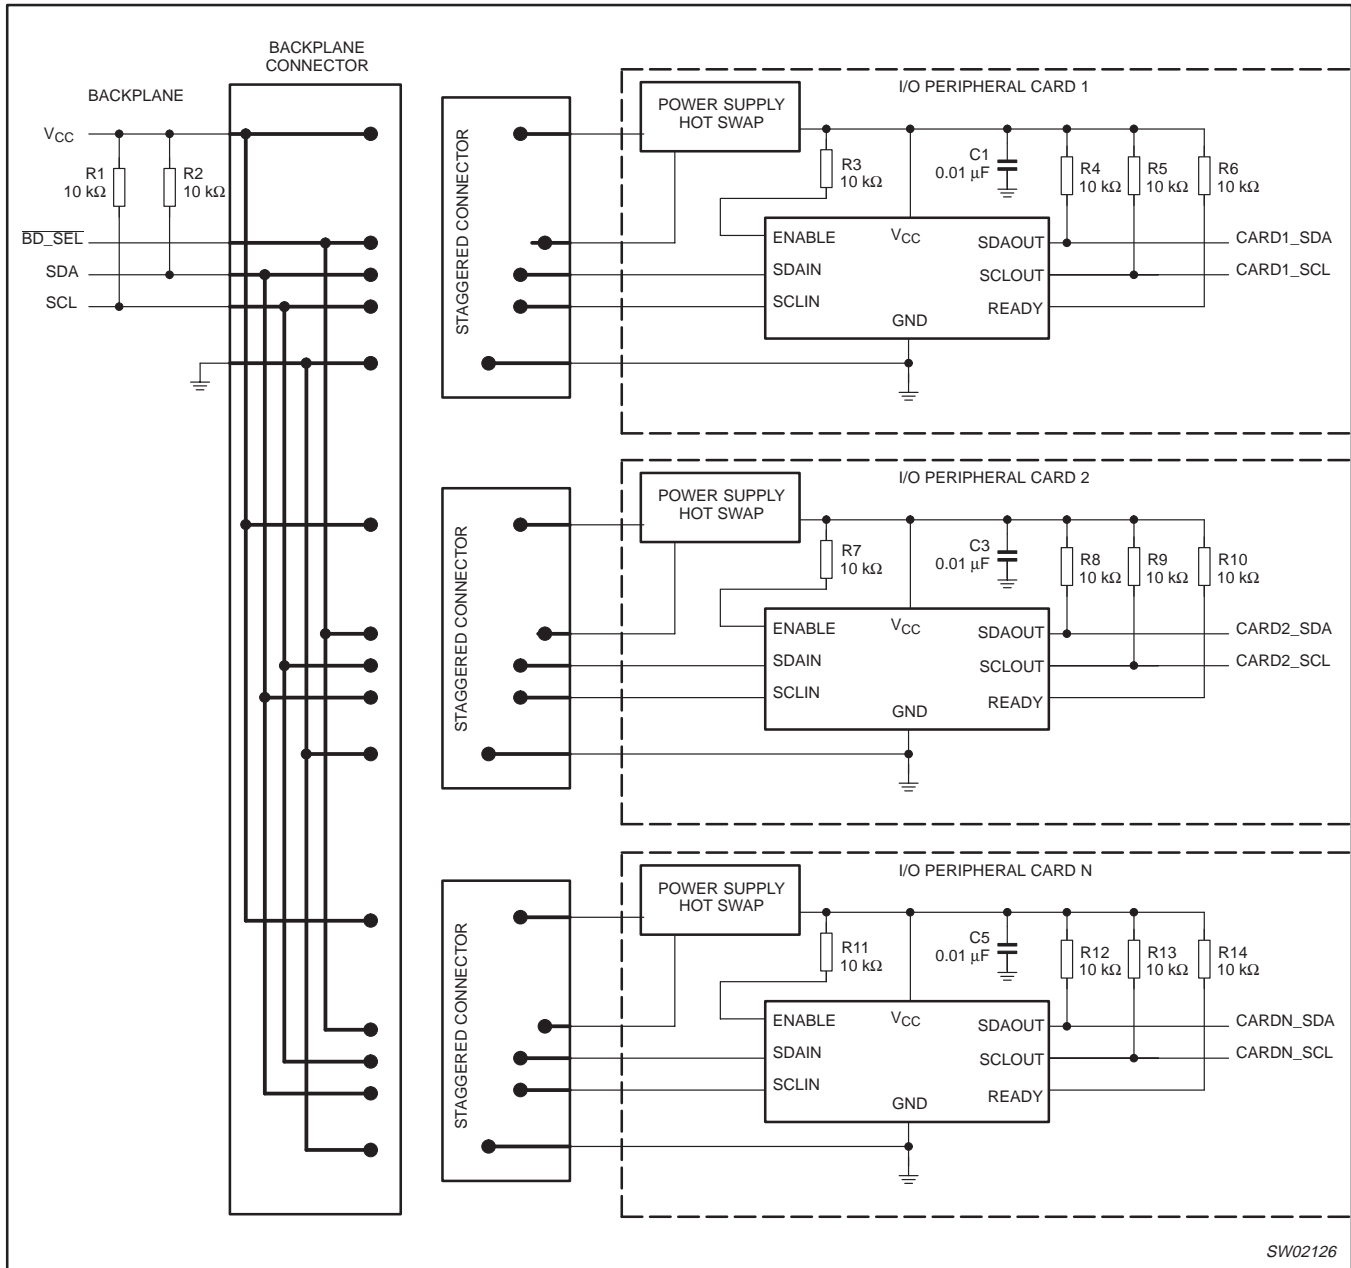 BACKPLANE
CONNECTOR
BACKPLANE
VCC
R1
10 kΩ
R2
10 kΩ
BD_SEL
SDA
SCL
STAGGERED CONNECTOR
I/O PERIPHERAL CARD 1
POWER SUPPLY
HOT SWAP
R3
10 kΩ
C1
0.01 µF
R4
10 kΩ
R5
10 kΩ
R6
10 kΩ
ENABLE
VCC
SDAOUT
CARD1_SDA
SDAIN
SCLOUT
CARD1_SCL
SCLIN
READY
GND
STAGGERED CONNECTOR
I/O PERIPHERAL CARD 2
POWER SUPPLY
HOT SWAP
R7
10 kΩ
C3
0.01 µF
R8
10 kΩ
R9
10 kΩ
R10
10 kΩ
ENABLE
VCC
SDAOUT
CARD2_SDA
SDAIN
SCLOUT
CARD2_SCL
SCLIN
READY
GND
STAGGERED CONNECTOR
I/O PERIPHERAL CARD N
POWER SUPPLY
HOT SWAP
R11
10 kΩ
C5
0.01 µF
R12
10 kΩ
R13
10 kΩ
R14
10 kΩ
ENABLE
VCC
SDAOUT
CARDN_SDA
SDAIN
SCLOUT
CARDN_SCL
SCLIN
READY
GND
SW02126